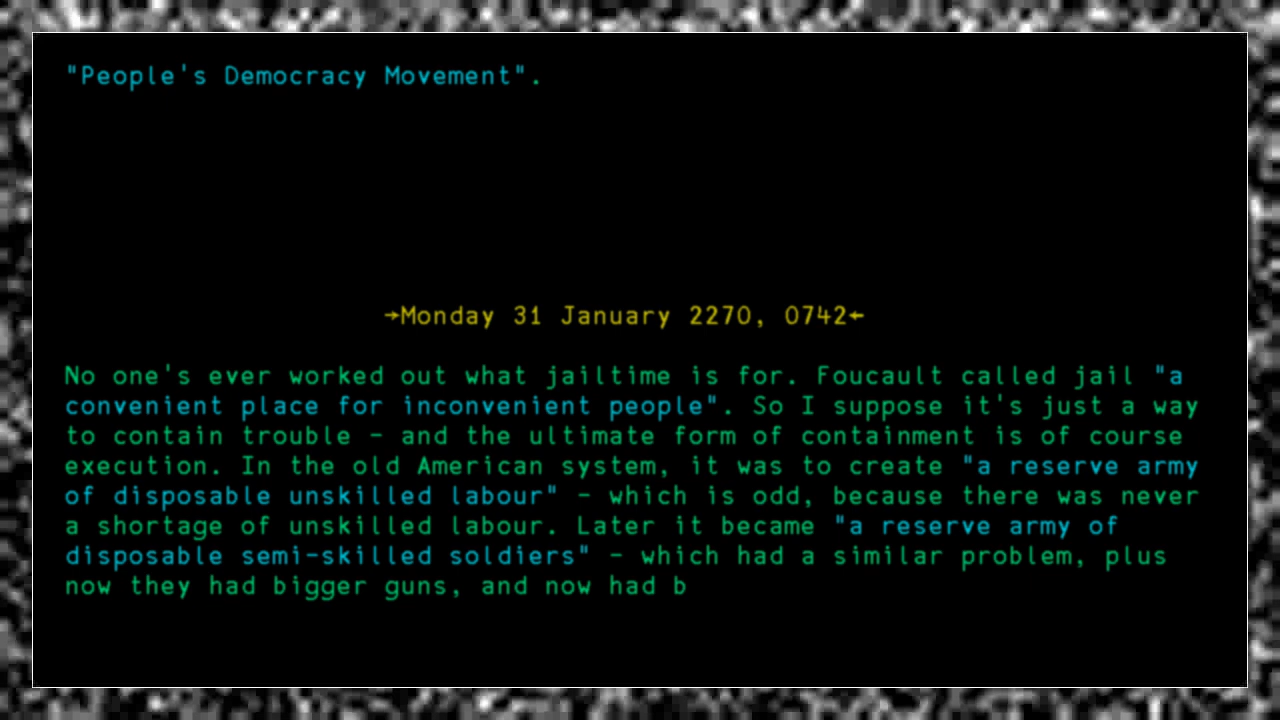 "People's Democracy Movement".
→Monday 31 January 2270, 0742←
No one's ever worked out what jailtime is for. Foucault called jail "a
convenient place for inconvenient people". So I suppose it's just a way
to contain trouble - and the ultimate form of containment is of course
execution. In the old American system, it was to create "a reserve army
of disposable unskilled labour" - which is odd, because there was never
a shortage of unskilled labour. Later it became "a reserve army of
disposable semi-skilled soldiers" - which had a similar problem, plus
now they had bigger guns, and now had b